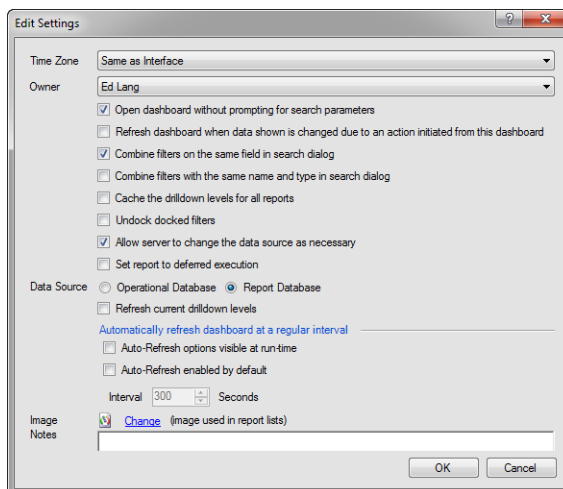 Edit Settings
Time Zone Same as Interface
Owner Ed Lang
Open dashboard without prompting for search parameters
Refresh dashboard when data shown is changed due to an action initiated from this dashboard
Combine filters on the same field in search dialog
Combine filters with the same name and type in search dialog
Cache the drilldown levels for all reports
Undock docked filters
Allow server to change the data source as necessary
Set report to deferred execution
Data Source Operational Database Report Database
Refresh current drilldown levels
Automatically refresh dashboard at a regular interval
Auto-Refresh options visible at run-time
Auto-Refresh enabled by default
Interval 300 Seconds
Image Change (image used in report lists)
Notes
OK Cancel